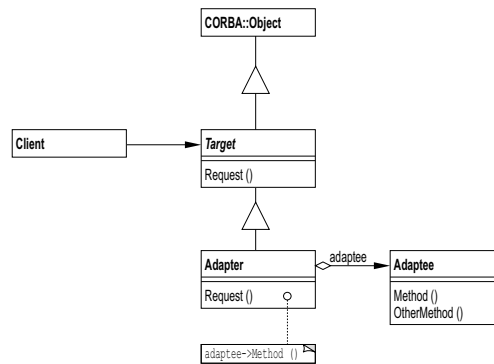 CORBA::Object
Client
Target
Request ()
Adapter
Request ()
adaptee
Adaptee
Method ()
OtherMethod ()
adaptee->Method ()